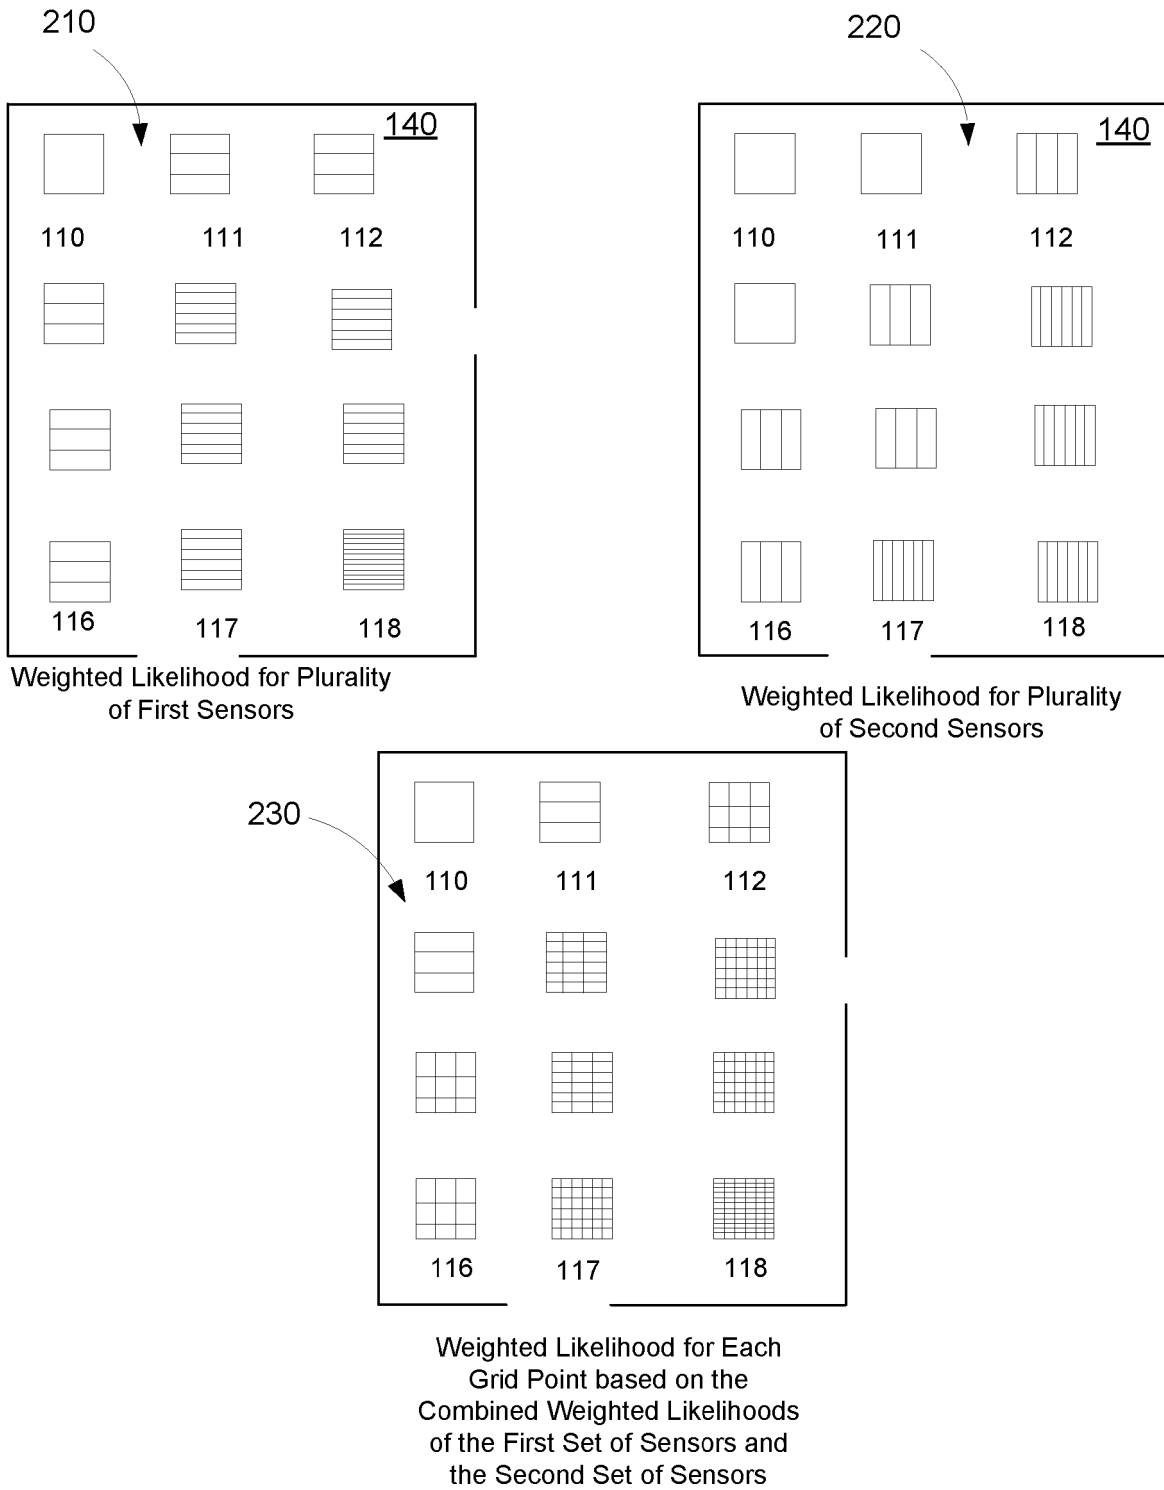 210
220
140
140
110
111
112
110
111
112
116
117
118
116
117
118
Weighted Likelihood for Plurality
of First Sensors
Weighted Likelihood for Plurality
of Second Sensors
230
110
111
112
116
117
118
Weighted Likelihood for Each
Grid Point based on the
Combined Weighted Likelihoods
of the First Set of Sensors and
the Second Set of Sensors